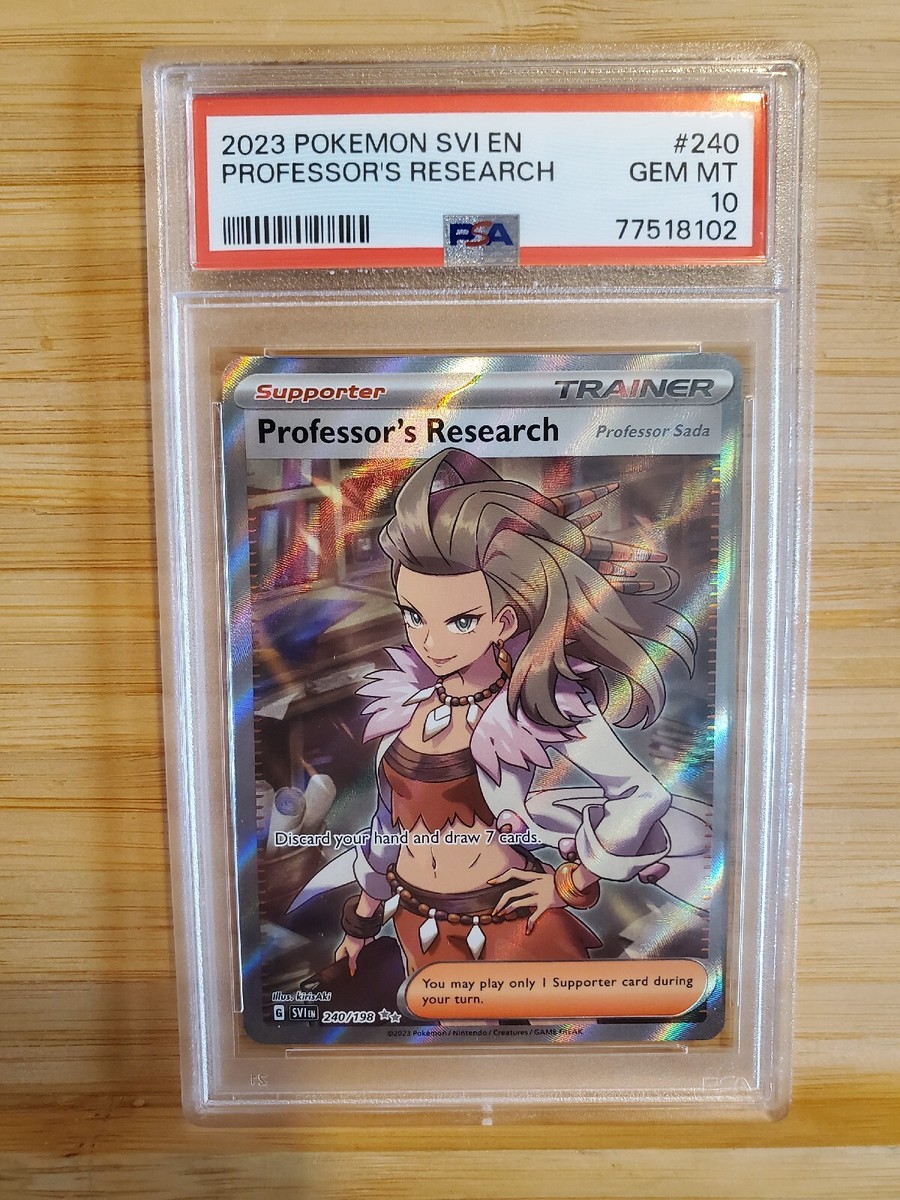 2023 POKEMON SVI EN #240
PROFESSOR'S RESEARCH GEM MT
10
PSA 77518102
Supporter TRAINER
Professor's Research Professor Sada
Discard your hand and draw 7 cards.
You may play only 1 Supporter card during
your turn.
Illus. kirisAki
G SVI EN 240/198
©2023 Pokémon / Nintendo / Creatures / GAME FREAK